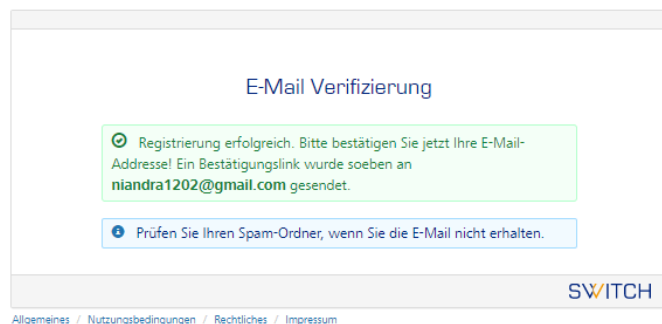 E-Mail Verifizierung
Registrierung erfolgreich. Bitte bestätigen Sie jetzt Ihre E-Mail-
Addresse! Ein Bestätigungslink wurde soeben an
niandra1202@gmail.com gesendet.
Prüfen Sie Ihren Spam-Ordner, wenn Sie die E-Mail nicht erhalten.
SWITCH
Allgemeines / Nutzungsbedingungen / Rechtliches / Impressum